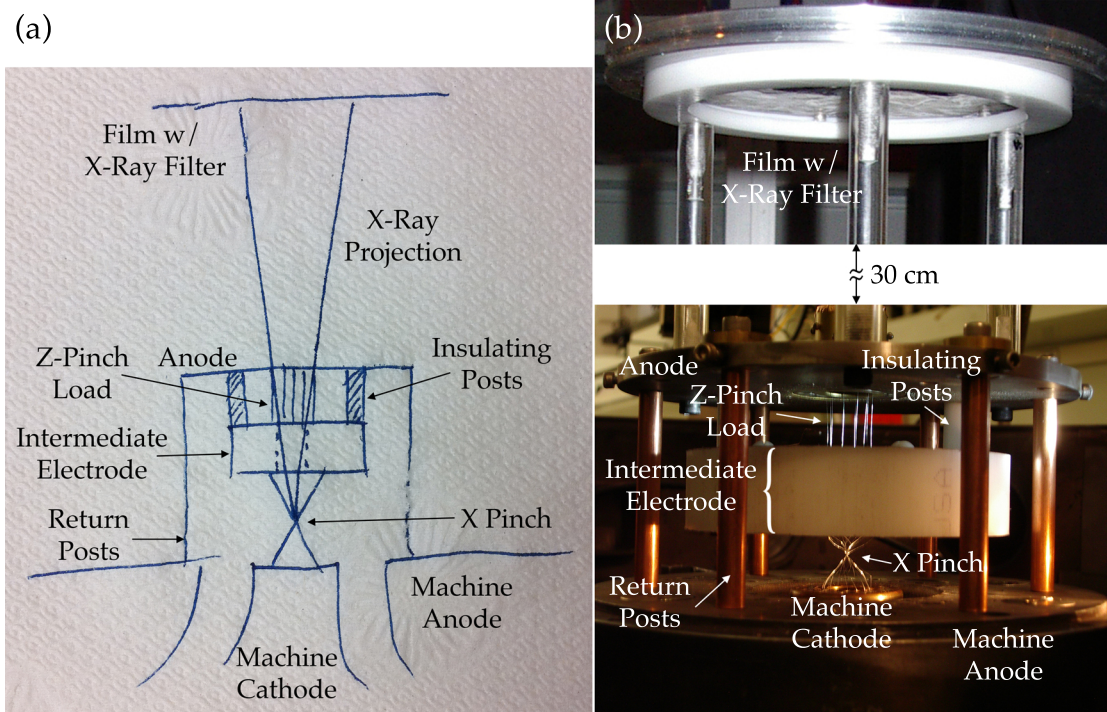 (a)
Film w/
X-Ray Filter
X-Ray
Projection
Z-Pinch
Load
Anode
Insulating
Posts
Intermediate
Electrode
Return
Posts
X Pinch
Machine
Anode
Machine
Cathode
(b)
Film w/
X-Ray Filter
≈ 30 cm
Anode
Insulating
Posts
Z-Pinch
Load
Intermediate
Electrode
X Pinch
Return
Posts
Machine
Cathode
Machine
Anode